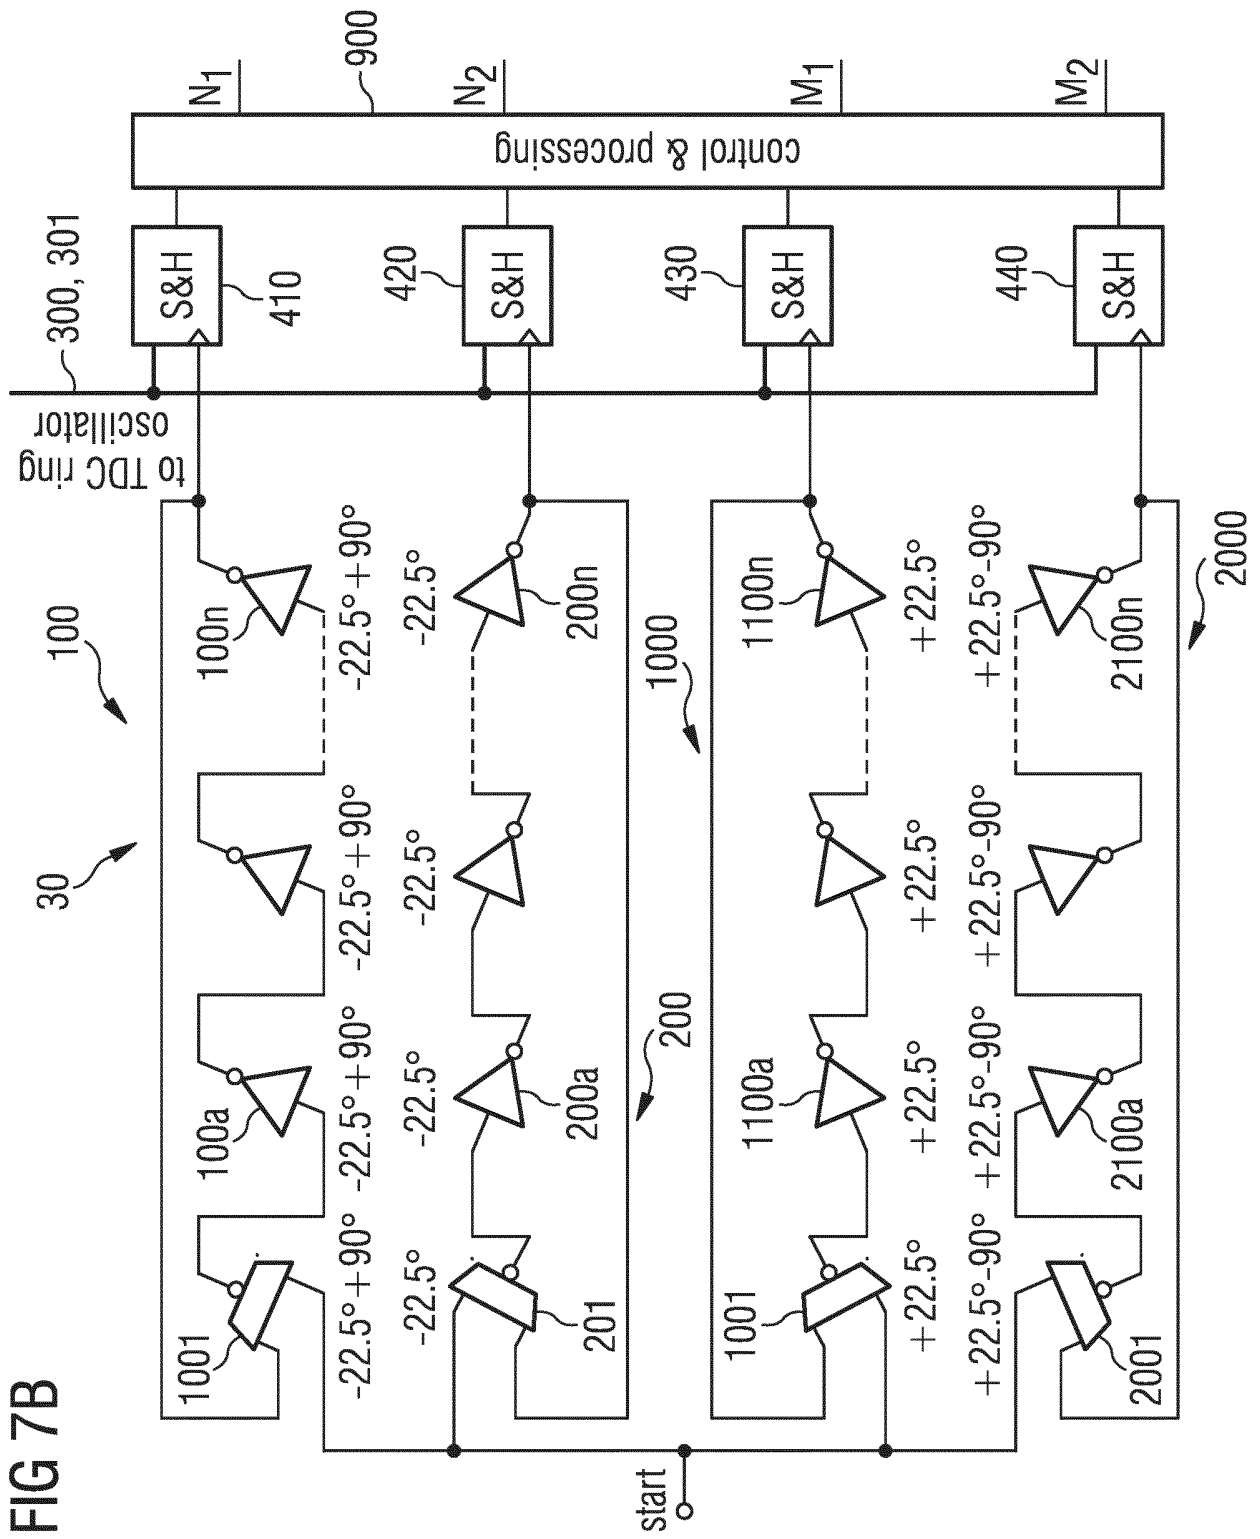 FIG 7B
30
100
1001
100a
100n
-22.5°+90°
-22.5°+90°
-22.5°+90°
-22.5°+90°
-22.5°
-22.5°
-22.5°
-22.5°
201
200a
200n
200
start
1000
1001
1100a
1100n
+22.5°
+22.5°
+22.5°
+22.5°
+22.5°-90°
+22.5°-90°
+22.5°-90°
+22.5°-90°
2001
2100a
2100n
2000
to TDC ring
oscillator
300, 301
S&H
410
S&H
420
S&H
430
S&H
440
control & processing
900
N1
N2
M1
M2